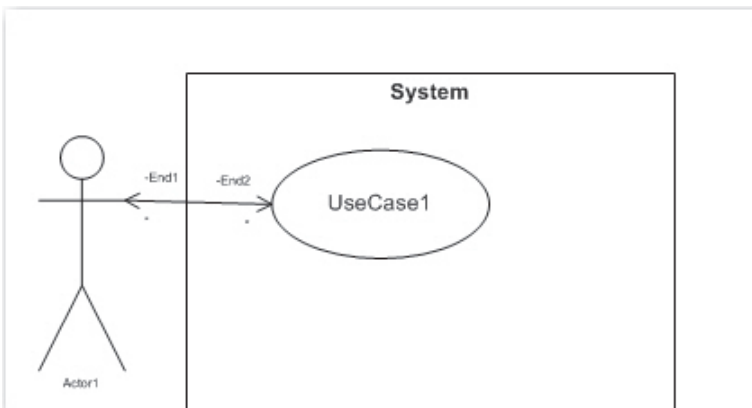 System
-End1
-End2
UseCase1
*
*
Actor1